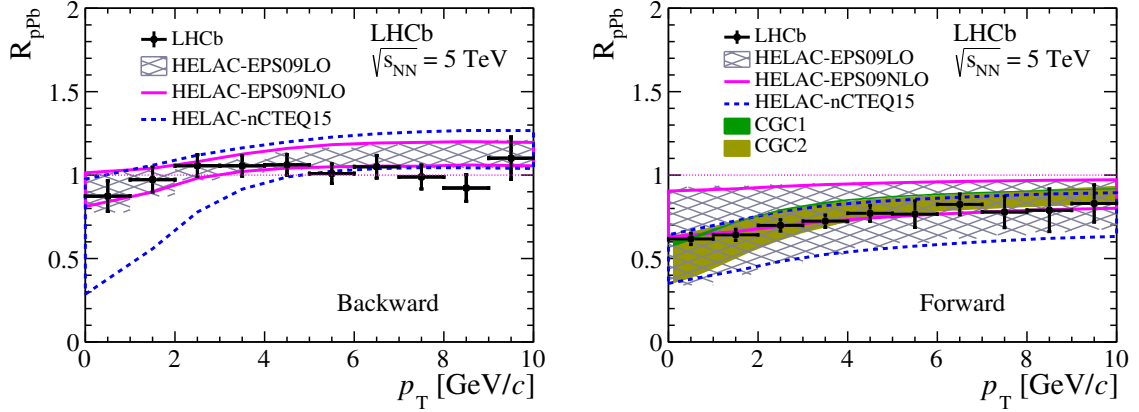 R_pPb
2
1.5
1
0.5
0
LHCb
HELAC-EPS09LO
HELAC-EPS09NLO
HELAC-nCTEQ15
LHCb
√s_NN = 5 TeV
Backward
0 2 4 6 8 10
p_T [GeV/c]
R_pPb
2
1.5
1
0.5
0
LHCb
HELAC-EPS09LO
HELAC-EPS09NLO
HELAC-nCTEQ15
CGC1
CGC2
LHCb
√s_NN = 5 TeV
Forward
0 2 4 6 8 10
p_T [GeV/c]